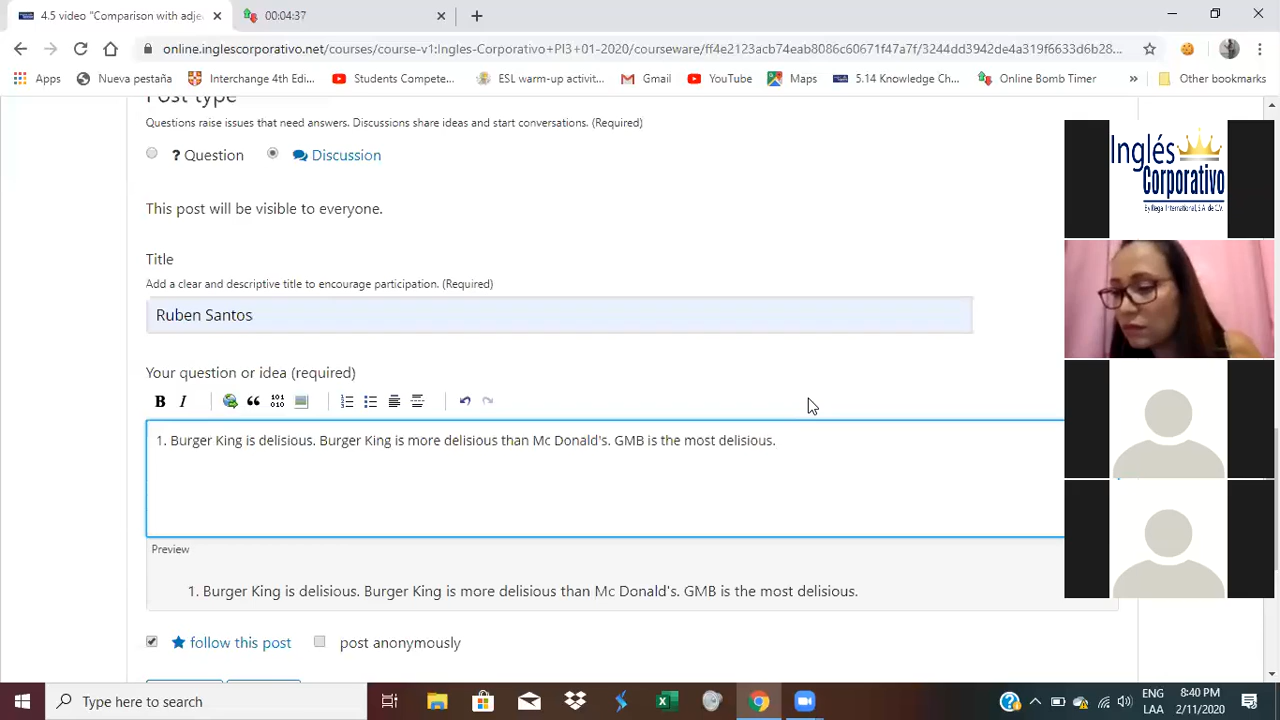 4.5 video "Comparison with adje
00:04:37
online.inglescorporativo.net/courses/course-v1:Ingles-Corporativo+PI3+01-2020/courseware/ff4e2123acb74eab8086c60671f47a7f/3244dd3942de4a319f6633d6b28...
Apps Nueva pestaña Interchange 4th Edi... Students Compete... ESL warm-up activit... Gmail YouTube Maps 5.14 Knowledge Ch... Online Bomb Timer » Other bookmarks
Post type
Questions raise issues that need answers. Discussions share ideas and start conversations. (Required)
? Question Discussion
This post will be visible to everyone.
Title
Add a clear and descriptive title to encourage participation. (Required)
Ruben Santos
Your question or idea (required)
B I
1. Burger King is delisious. Burger King is more delisious than Mc Donald's. GMB is the most delisious.
Preview
1. Burger King is delisious. Burger King is more delisious than Mc Donald's. GMB is the most delisious.
follow this post post anonymously
Inglés
Corporativo
Type here to search
ENG
LAA
8:40 PM
2/11/2020